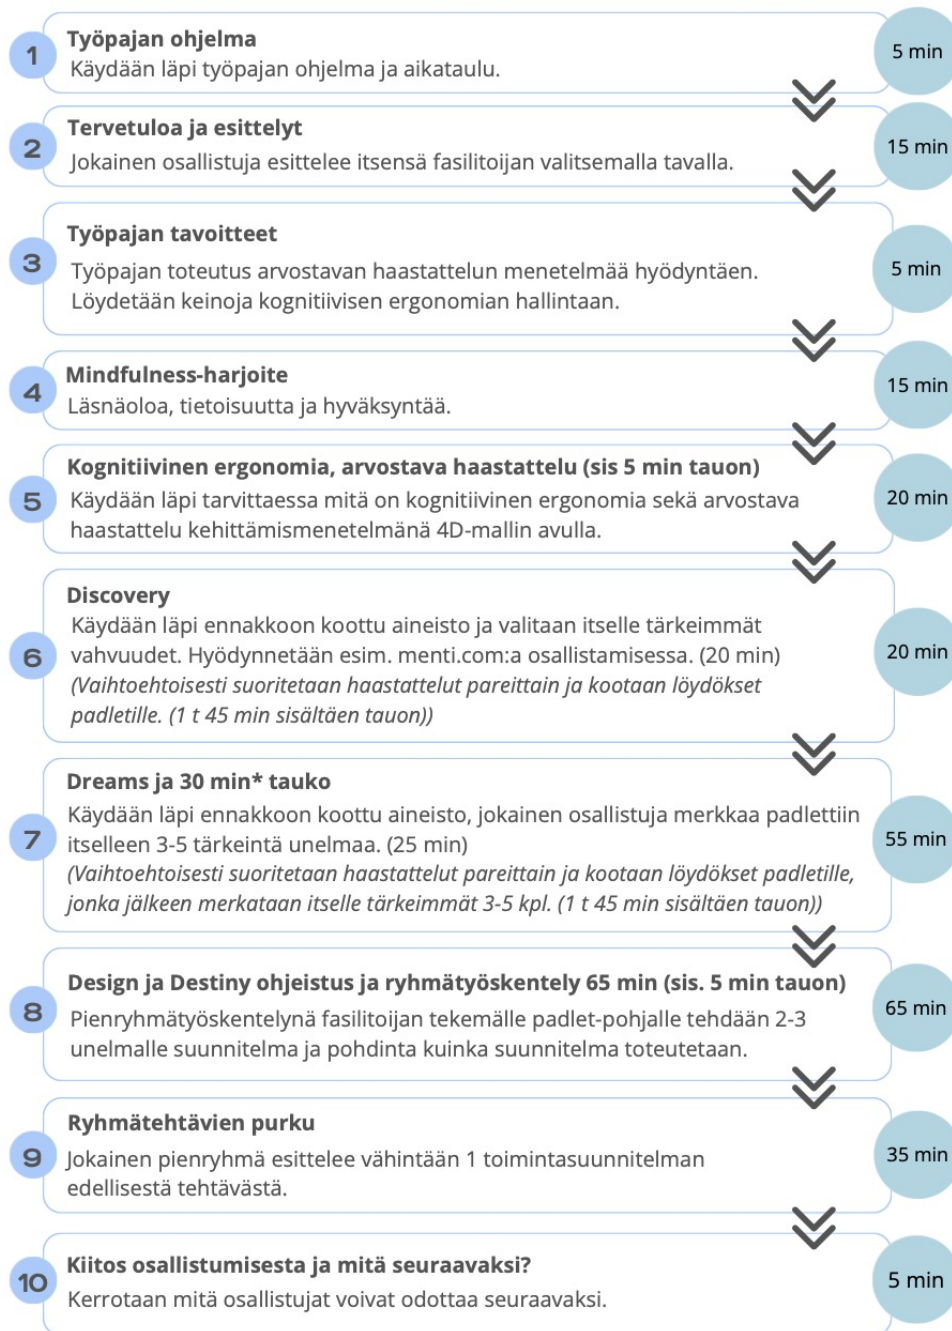 1
Työpajan ohjelma
Käydään läpi työpajan ohjelma ja aikataulu.
5 min
2
Tervetuloa ja esittelyt
Jokainen osallistuja esittelee itsensä fasilitoijan valitsemalla tavalla.
15 min
3
Työpajan tavoitteet
Työpajan toteutus arvostavan haastattelun menetelmää hyödyntäen.
Löydetään keinoja kognitiivisen ergonomian hallintaan.
5 min
4
Mindfulness-harjoite
Läsnäoloa, tietoisuutta ja hyväksyntää.
15 min
5
Kognitiivinen ergonomia, arvostava haastattelu (sis 5 min tauon)
Käydään läpi tarvittaessa mitä on kognitiivinen ergonomia sekä arvostava
haastattelu kehittämismenetelmänä 4D-mallin avulla.
20 min
6
Discovery
Käydään läpi ennakkoon koottu aineisto ja valitaan itselle tärkeimmät
vahvuudet. Hyödynnetään esim. menti.com:a osallistamisessa. (20 min)
(Vaihtoehtoisesti suoritetaan haastattelut pareittain ja kootaan löydökset
padletille. (1 t 45 min sisältäen tauon))
20 min
7
Dreams ja 30 min* tauko
Käydään läpi ennakkoon koottu aineisto, jokainen osallistuja merkkaa padlettiin
itselleen 3-5 tärkeintä unelmaa. (25 min)
(Vaihtoehtoisesti suoritetaan haastattelut pareittain ja kootaan löydökset padletille,
jonka jälkeen merkataan itselle tärkeimmät 3-5 kpl. (1 t 45 min sisältäen tauon))
55 min
8
Design ja Destiny ohjeistus ja ryhmätyöskentely 65 min (sis. 5 min tauon)
Pienryhmätyöskentelynä fasilitoijan tekemälle padlet-pohjalle tehdään 2-3
unelmalle suunnitelma ja pohdinta kuinka suunnitelma toteutetaan.
65 min
9
Ryhmätehtävien purku
Jokainen pienryhmä esittelee vähintään 1 toimintasuunnitelman
edellisestä tehtävästä.
35 min
10
Kiitos osallistumisesta ja mitä seuraavaksi?
Kerrotaan mitä osallistujat voivat odottaa seuraavaksi.
5 min